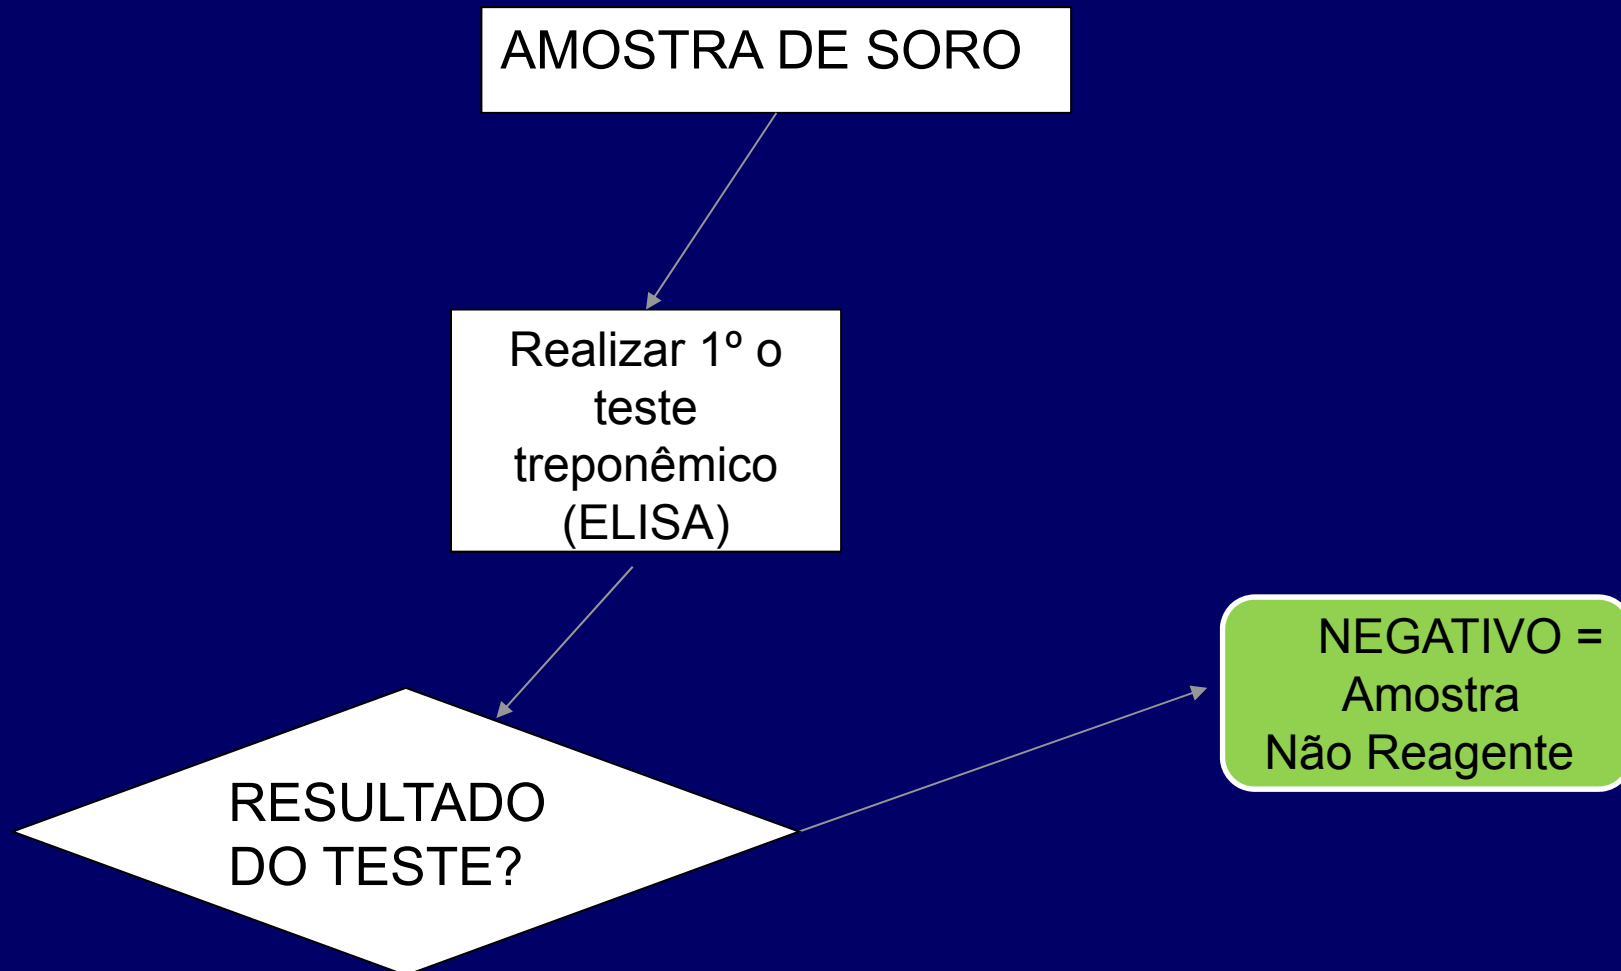 AMOSTRA DE SORO
Realizar 1º o
teste
treponêmico
(ELISA)
NEGATIVO =
Amostra
Não Reagente
RESULTADO
DO TESTE?